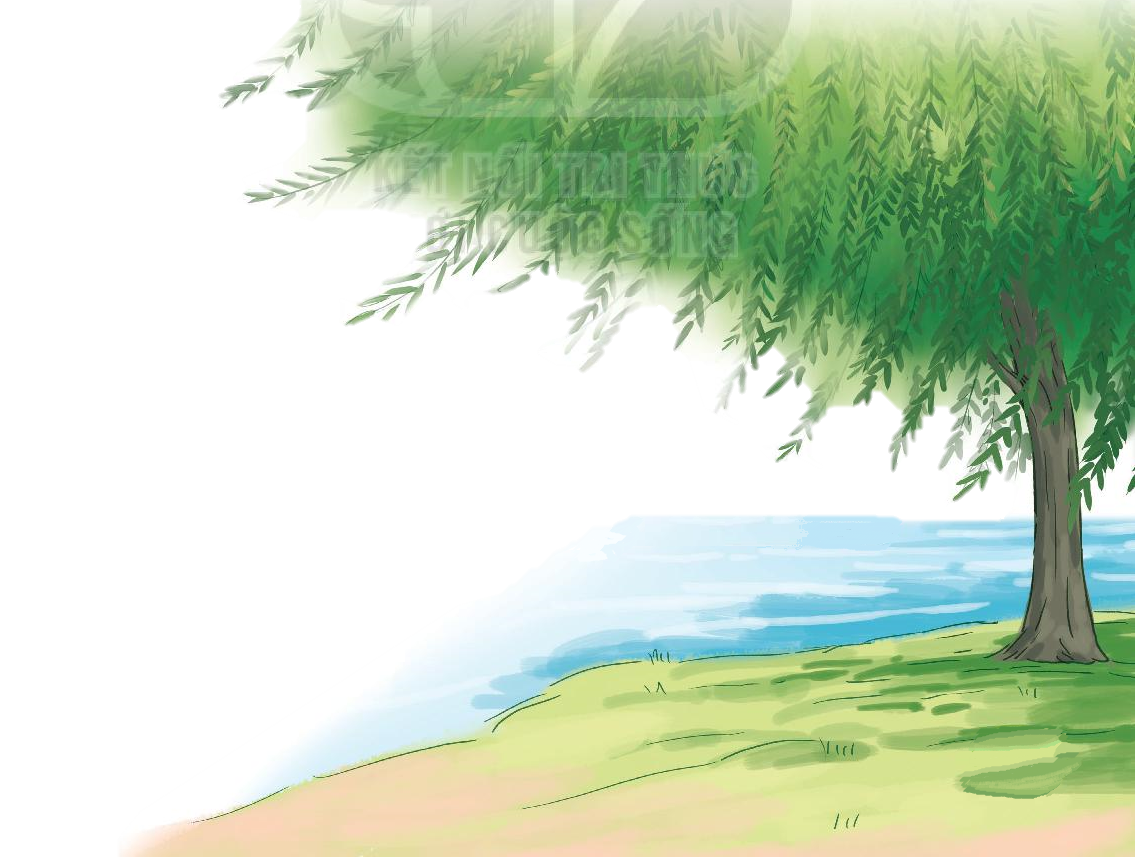 KẾT NỐI TRI THỨC
CUỘC SỐNG